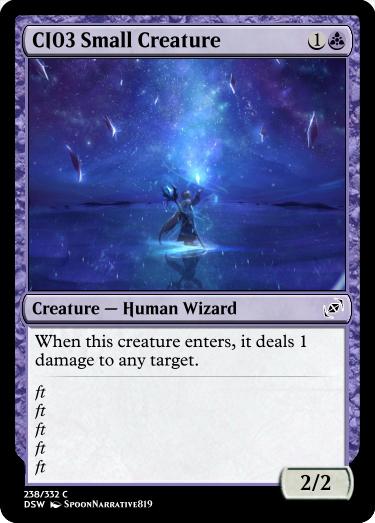 CI03 Small Creature 1
Creature — Human Wizard
When this creature enters, it deals 1
damage to any target.
ft
ft
ft
ft
ft
2/2
238/332 C
DSW SpoonNarrative819